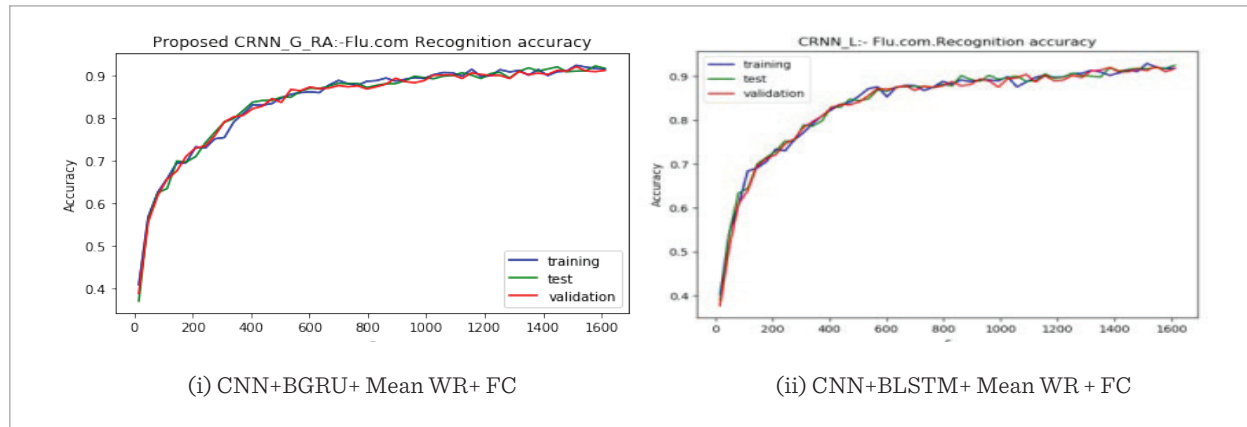 Proposed CRNN_G_RA:-Flu.com Recognition accuracy
Accuracy
0.9
0.8
0.7
0.6
0.5
0.4
0
200
400
600
800
1000
1200
1400
1600
training
test
validation
(i) CNN+BGRU+ Mean WR+ FC
CRNN_L:- Flu.com.Recognition accuracy
training
test
validation
Accuracy
0.9
0.8
0.7
0.6
0.5
0.4
0
200
400
600
800
1000
1200
1400
1600
(ii) CNN+BLSTM+ Mean WR + FC